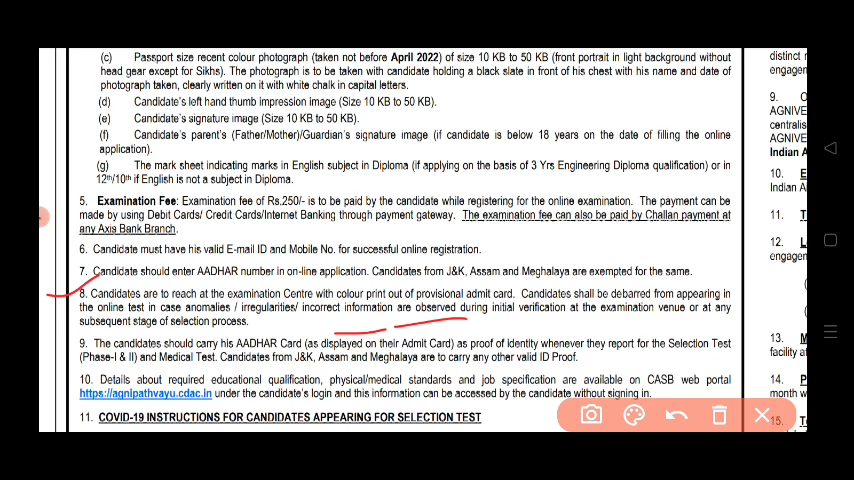 (c) Passport size recent colour photograph (taken not before April 2022) of size 10 KB to 50 KB (front portrait in light background without
head gear except for Sikhs). The photograph is to be taken with candidate holding a black slate in front of his chest with his name and date of
photograph taken, clearly written on it with white chalk in capital letters.
(d) Candidate's left hand thumb impression image (Size 10 KB to 50 KB).
(e) Candidate's signature image (Size 10 KB to 50 KB).
(f) Candidate's parent's (Father/Mother)/Guardian's signature image (if candidate is below 18 years on the date of filling the online
application).
(g) The mark sheet indicating marks in English subject in Diploma (if applying on the basis of 3 Yrs Engineering Diploma qualification) or in
12th/10th if English is not a subject in Diploma.
5. Examination Fee: Examination fee of Rs.250/- is to be paid by the candidate while registering for the online examination. The payment can be
made by using Debit Cards/ Credit Cards/Internet Banking through payment gateway. The examination fee can also be paid by Challan payment at
any Axis Bank Branch.
6. Candidate must have his valid E-mail ID and Mobile No. for successful online registration.
7. Candidate should enter AADHAR number in on-line application. Candidates from J&K, Assam and Meghalaya are exempted for the same.
8. Candidates are to reach at the examination Centre with colour print out of provisional admit card. Candidates shall be debarred from appearing in
the online test in case anomalies / irregularities/ incorrect information are observed during initial verification at the examination venue or at any
subsequent stage of selection process.
9. The candidates should carry his AADHAR Card (as displayed on their Admit Card) as proof of Identity whenever they report for the Selection Test
(Phase-I & II) and Medical Test. Candidates from J&K, Assam and Meghalaya are to carry any other valid ID Proof.
10. Details about required educational qualification, physical/medical standards and job specification are available on CASB web portal
https://agnipathvayu.cdac.in under the candidate's login and this information can be accessed by the candidate without signing in.
11. COVID-19 INSTRUCTIONS FOR CANDIDATES APPEARING FOR SELECTION TEST
distinct
engagem
9. O
AGNIVE
centralis
AGNIVE
Indian A
10. E
Indian A
11. T
12. L
engagem
(
(
13. M
facility at
14. P
month w
15. T